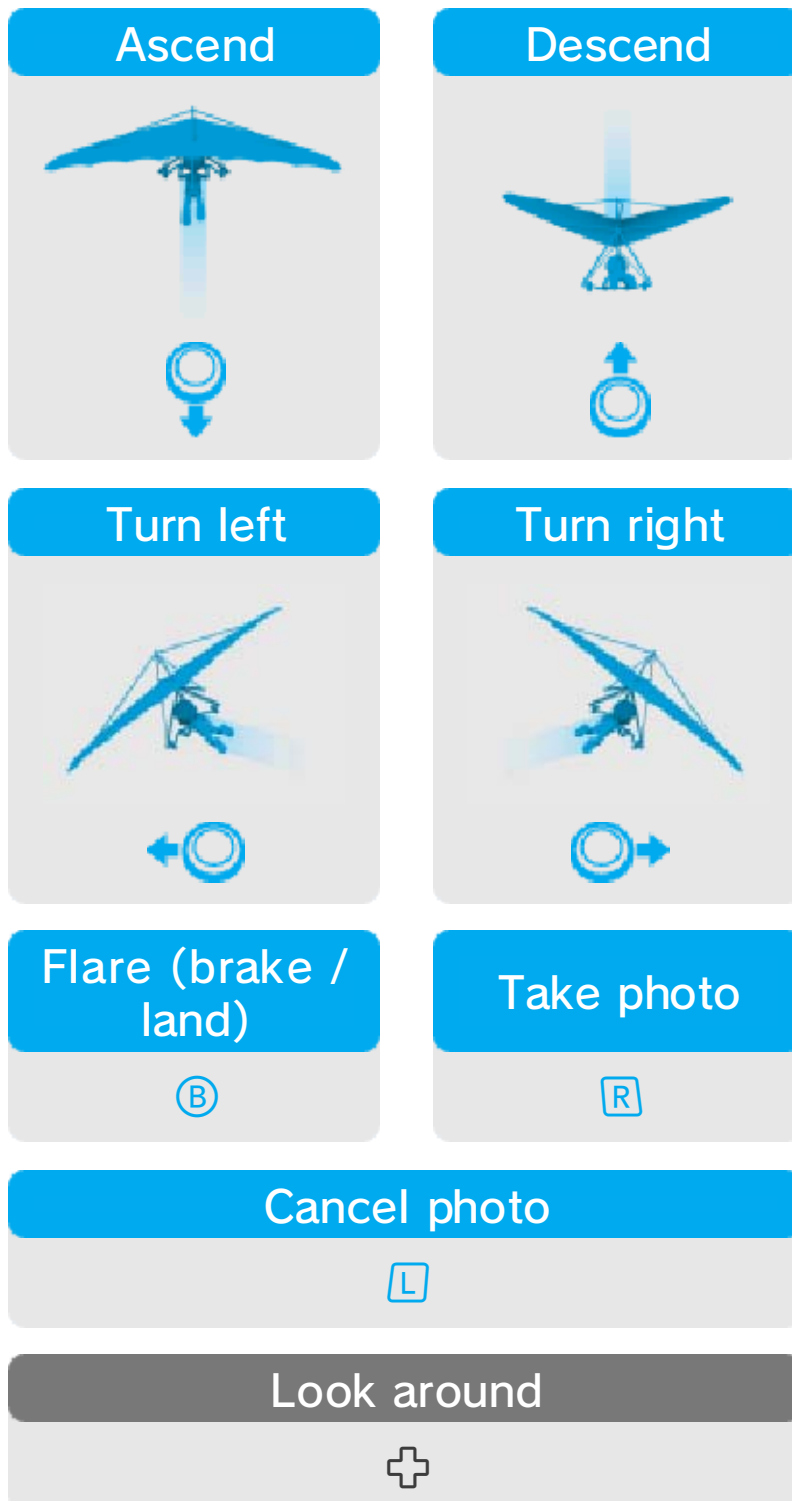 Ascend
Descend
Turn left
Turn right
Flare (brake /
land)
B
Take photo
R
Cancel photo
L
Look around